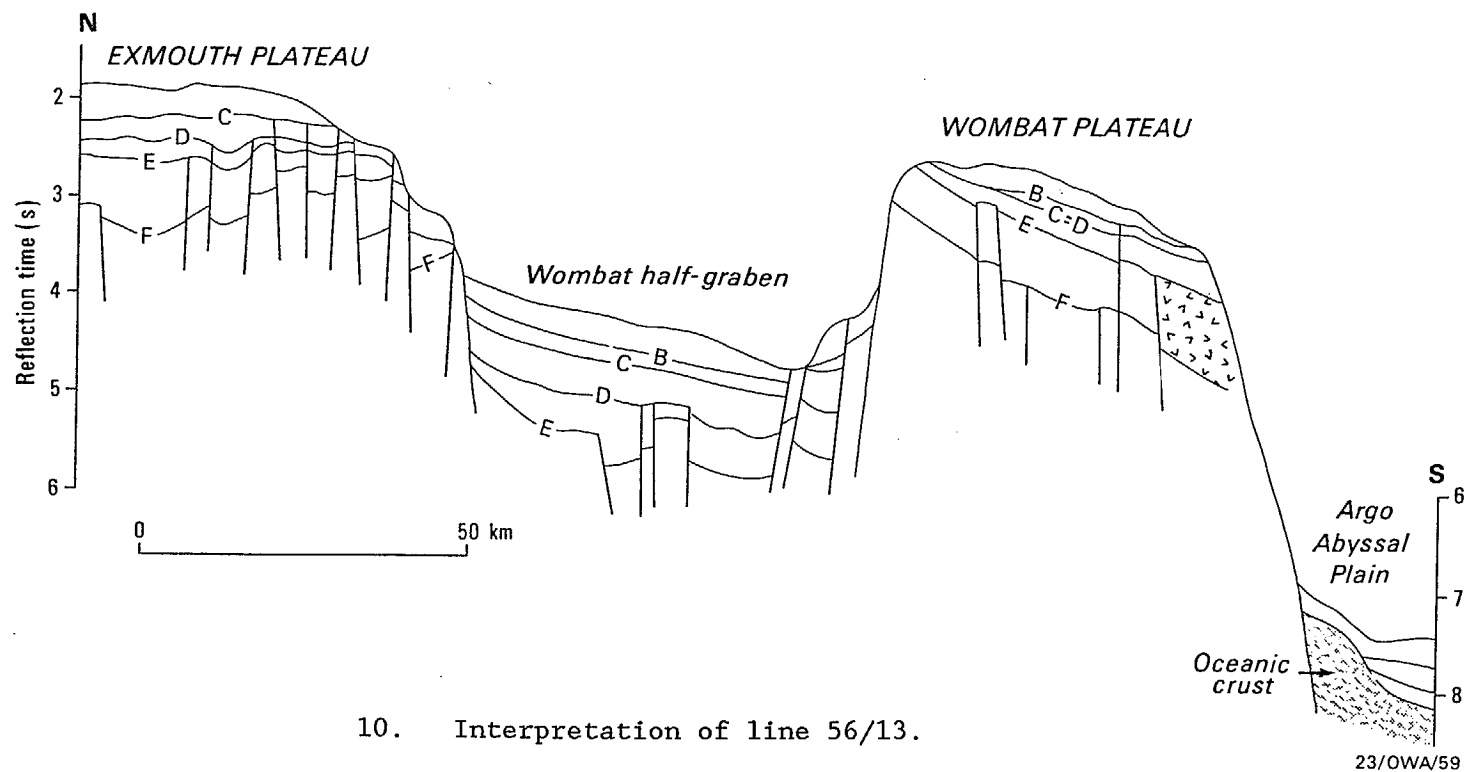 N
EXMOUTH PLATEAU
2
C
D
E
3
F
F
4
5
6
Reflection time (s)
0 50 km
Wombat half-graben
B
C
D
E
WOMBAT PLATEAU
B
C=D
E
F
S
6
Argo
Abyssal
Plain
7
8
Oceanic
crust
10. Interpretation of line 56/13.
23/OWA/59